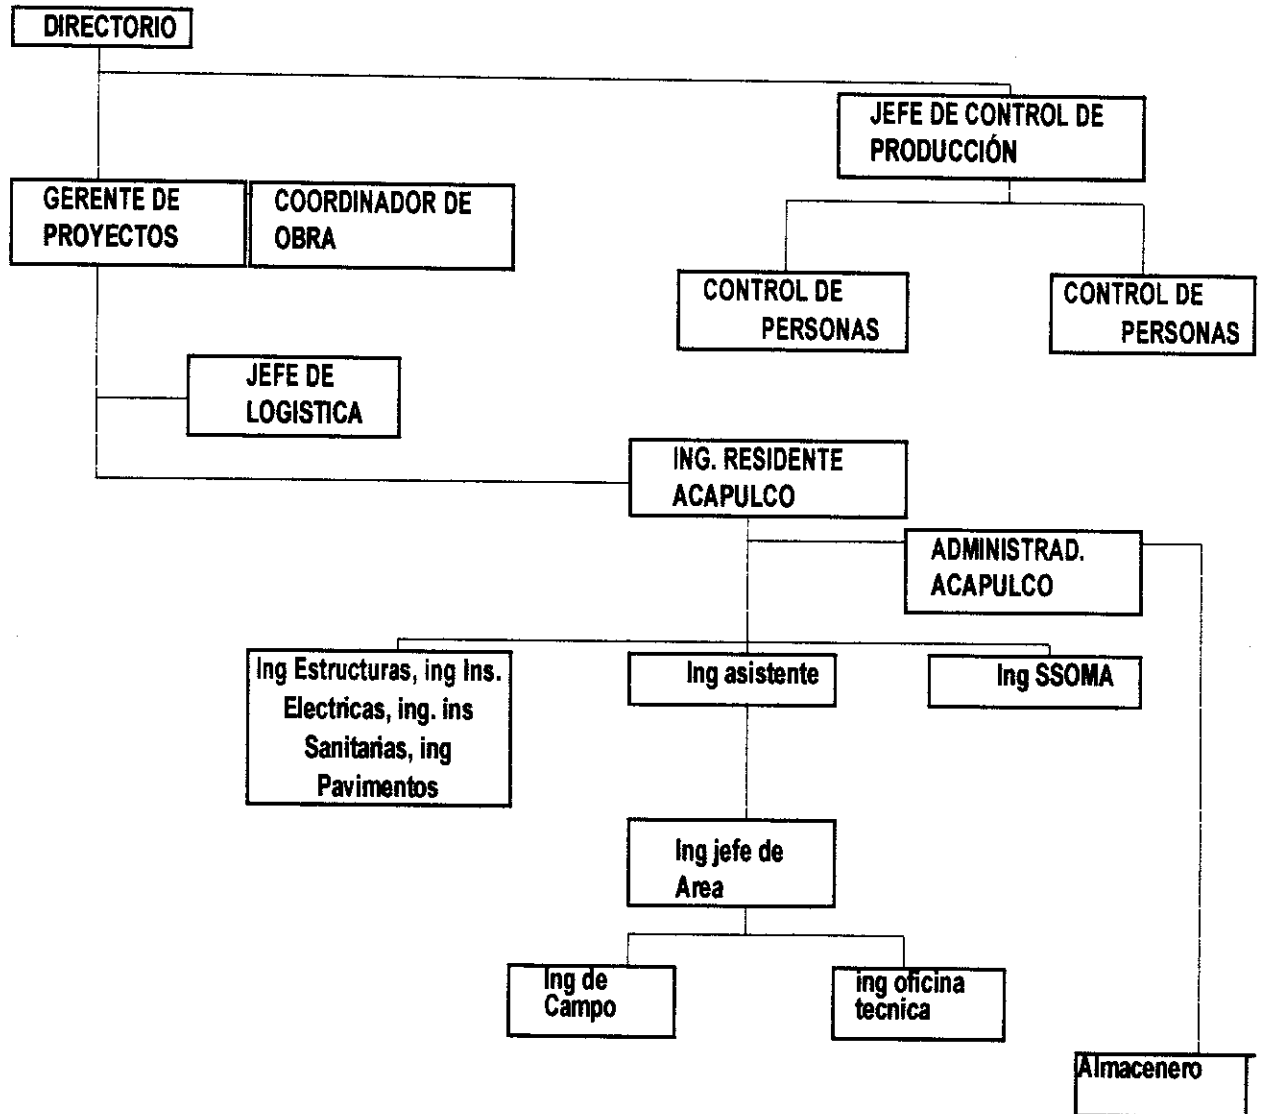 DIRECTORIO
JEFE DE CONTROL DE
PRODUCCIÓN
GERENTE DE
PROYECTOS
COORDINADOR DE
OBRA
CONTROL DE
PERSONAS
CONTROL DE
PERSONAS
JEFE DE
LOGISTICA
ING. RESIDENTE
ACAPULCO
ADMINISTRAD.
ACAPULCO
Ing Estructuras, ing Ins.
Electricas, ing. ins
Sanitarias, ing
Pavimentos
Ing asistente
Ing SSOMA
Ing jefe de
Area
Ing de
Campo
ing oficina
tecnica
Almacenero